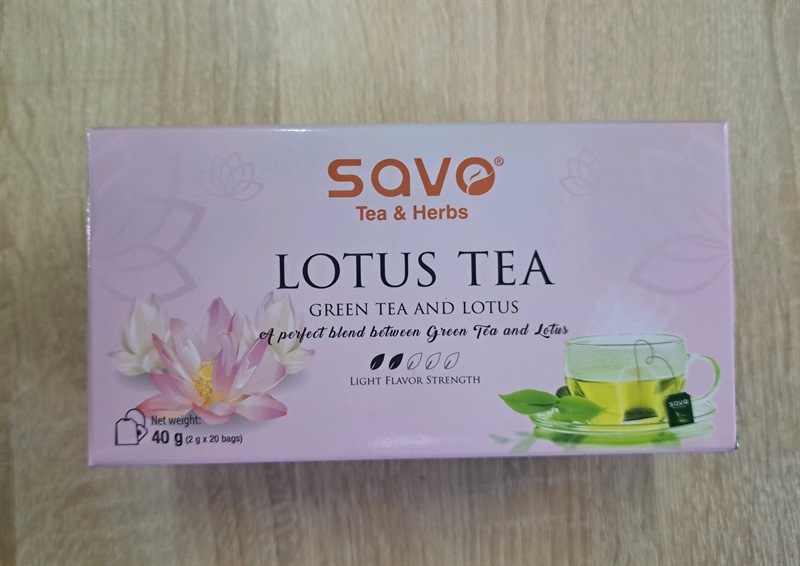 savo®
Tea & Herbs
LOTUS TEA
GREEN TEA AND LOTUS
A perfect blend between Green Tea and Lotus
LIGHT FLAVOR STRENGTH
Net weight:
40 g (2 g x 20 bags)
savo